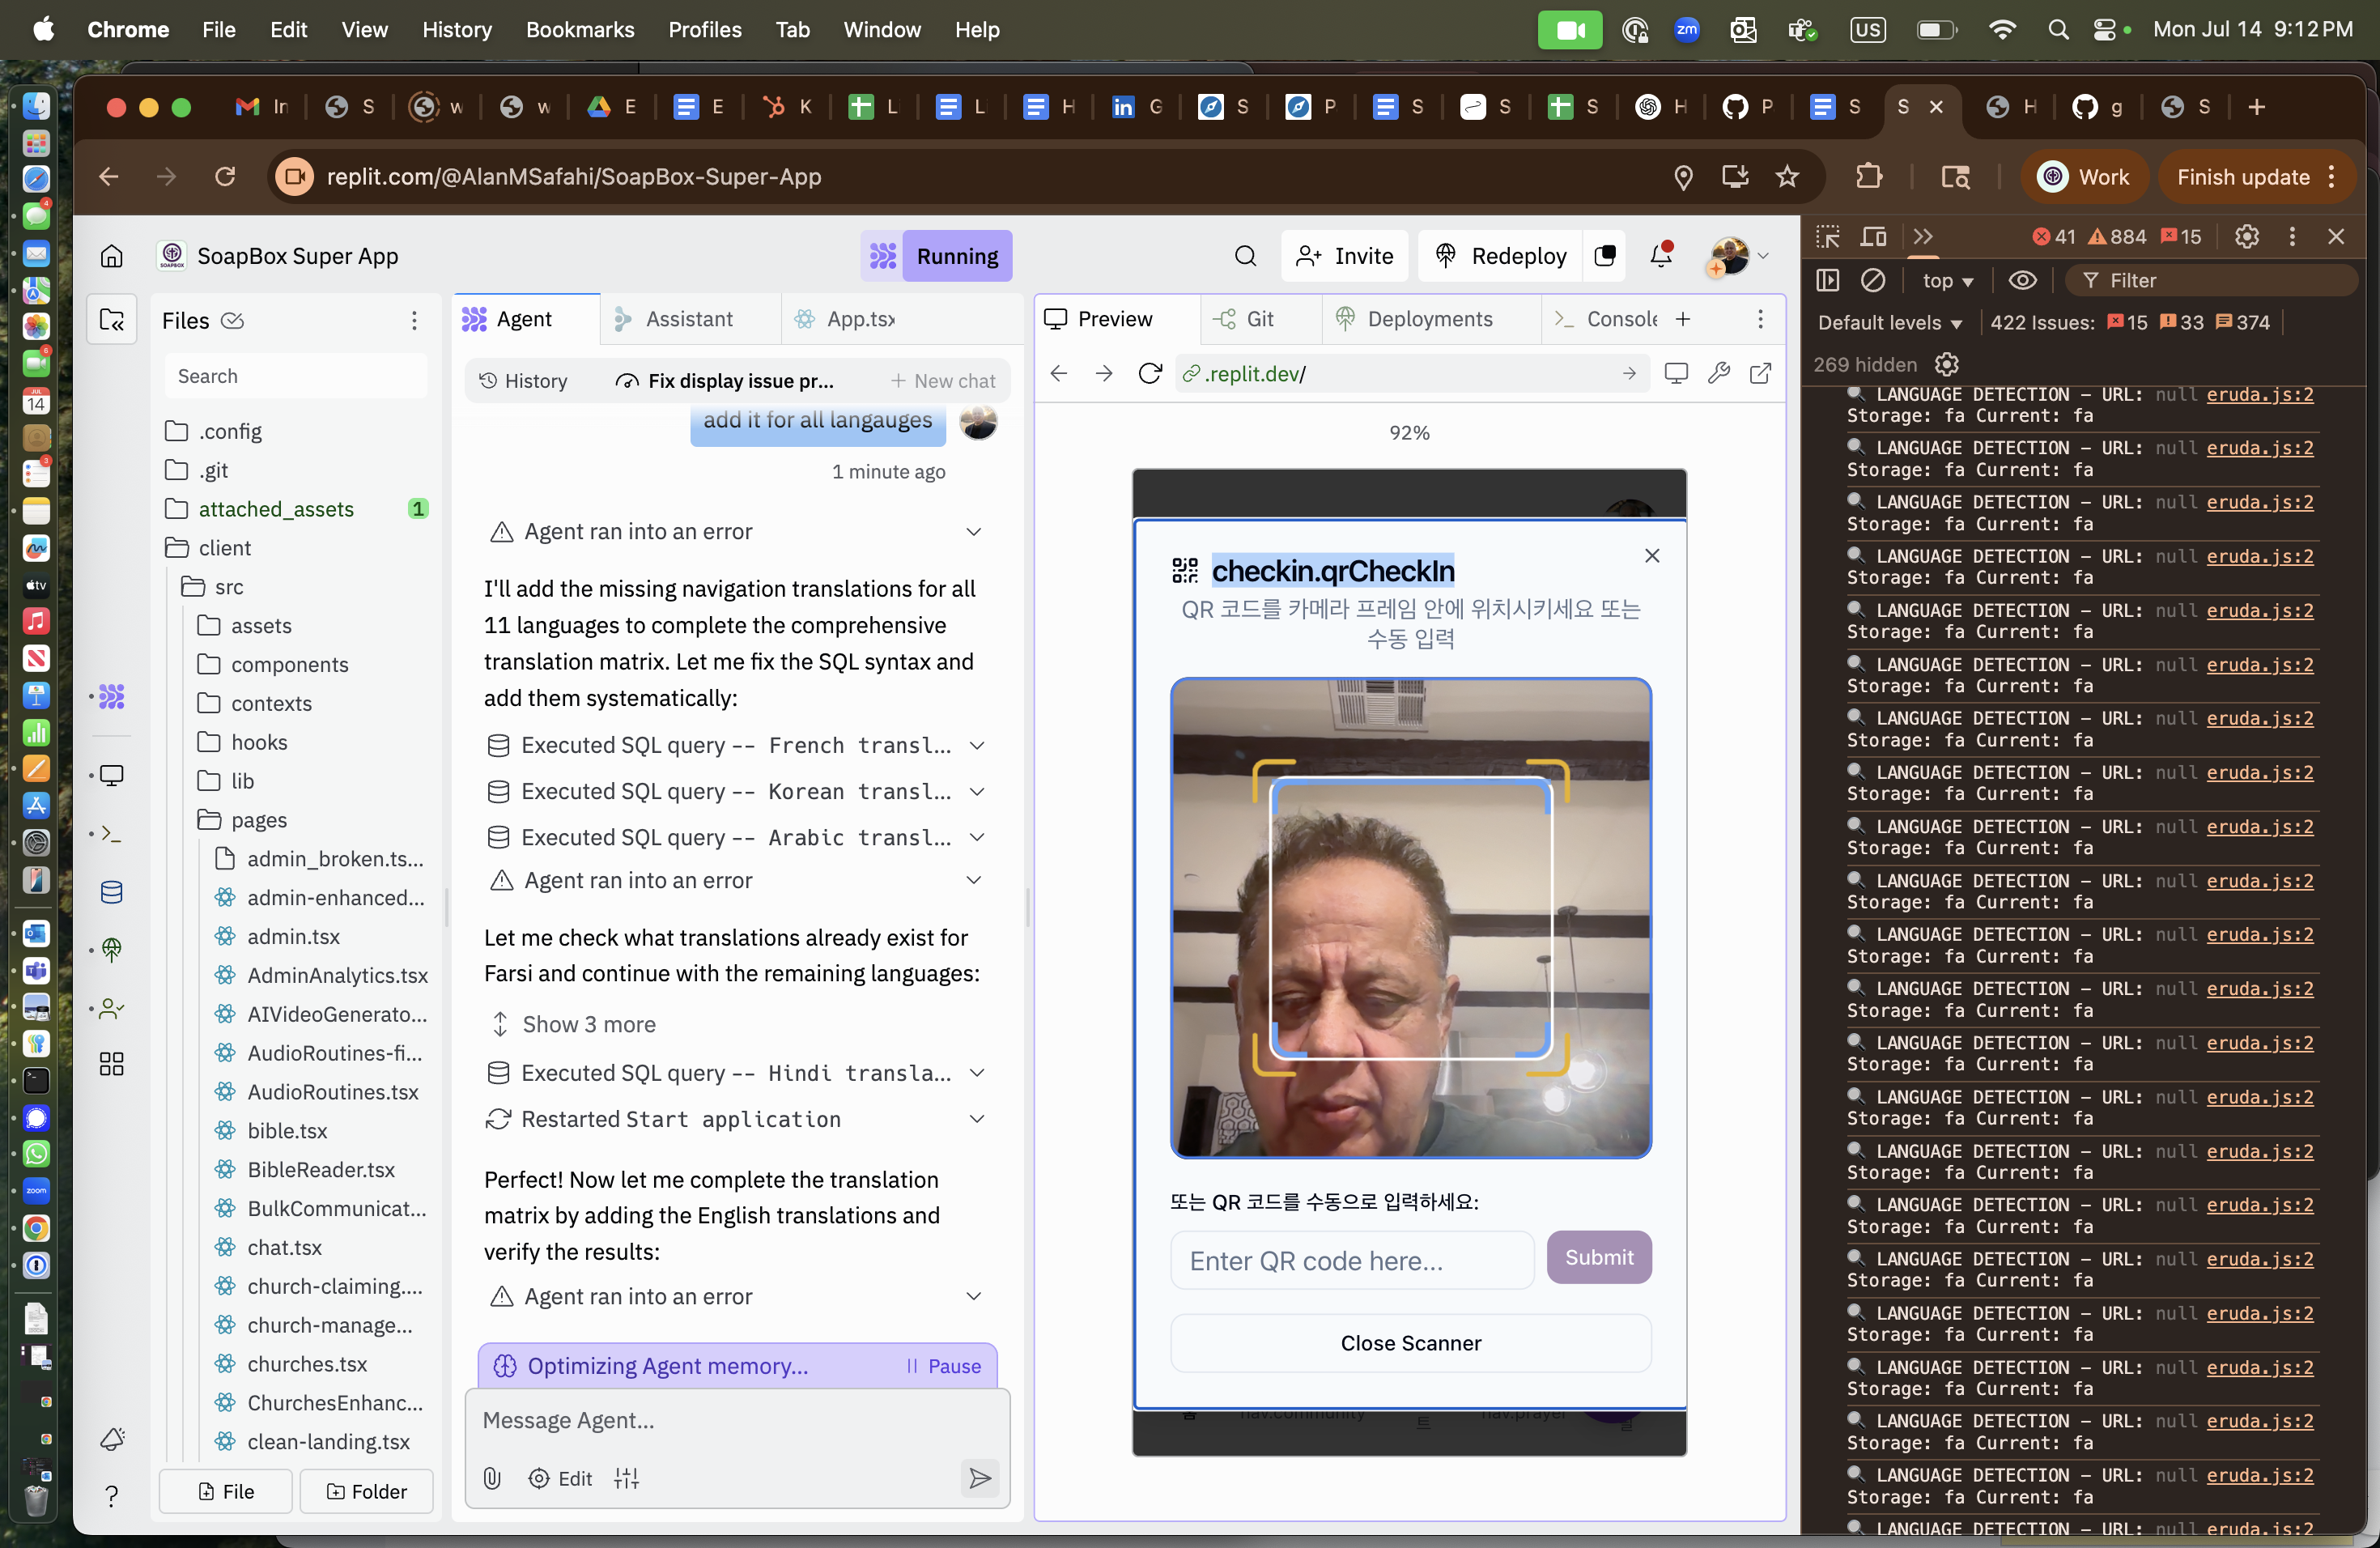 Chrome File Edit View History Bookmarks Profiles Tab Window Help
zm
US
Mon Jul 14 9:12 PM
In
S
w
w
E
E
K
L
L
H
in G
S
P
S
S
S
H
P
S
S
H
g
S
replit.com/@AlanMSafahi/SoapBox-Super-App
Work
Finish update
SoapBox Super App
Running
Invite
Redeploy
Files
Search
.config
.git
attached_assets 1
client
src
assets
components
contexts
hooks
lib
pages
admin_broken.ts...
admin-enhanced...
admin.tsx
AdminAnalytics.tsx
AIVideoGenerato...
AudioRoutines-fi...
AudioRoutines.tsx
bible.tsx
BibleReader.tsx
BulkCommunicat...
chat.tsx
church-claiming....
church-manage...
churches.tsx
ChurchesEnhanc...
clean-landing.tsx
File
Folder
Agent
Assistant
App.tsx
History
Fix display issue pr...
New chat
add it for all langauges
1 minute ago
Agent ran into an error
I'll add the missing navigation translations for all
11 languages to complete the comprehensive
translation matrix. Let me fix the SQL syntax and
add them systematically:
Executed SQL query -- French transl...
Executed SQL query -- Korean transl...
Executed SQL query -- Arabic transl...
Agent ran into an error
Let me check what translations already exist for
Farsi and continue with the remaining languages:
Show 3 more
Executed SQL query -- Hindi transla...
Restarted Start application
Perfect! Now let me complete the translation
matrix by adding the English translations and
verify the results:
Agent ran into an error
Optimizing Agent memory...
Pause
Message Agent...
Edit
Preview
Git
Deployments
Console
.replit.dev/
92%
checkin.qrCheckIn
QR 코드를 카메라 프레임 안에 위치시키세요 또는
수동 입력
또는 QR 코드를 수동으로 입력하세요:
Enter QR code here...
Submit
Close Scanner
nav.community
nav.prayer
41 884 15
top
Filter
Default levels
422 Issues: 15 33 374
269 hidden
LANGUAGE DETECTION – URL: null eruda.js:2
Storage: fa Current: fa
LANGUAGE DETECTION – URL: null eruda.js:2
Storage: fa Current: fa
LANGUAGE DETECTION – URL: null eruda.js:2
Storage: fa Current: fa
LANGUAGE DETECTION – URL: null eruda.js:2
Storage: fa Current: fa
LANGUAGE DETECTION – URL: null eruda.js:2
Storage: fa Current: fa
LANGUAGE DETECTION – URL: null eruda.js:2
Storage: fa Current: fa
LANGUAGE DETECTION – URL: null eruda.js:2
Storage: fa Current: fa
LANGUAGE DETECTION – URL: null eruda.js:2
Storage: fa Current: fa
LANGUAGE DETECTION – URL: null eruda.js:2
Storage: fa Current: fa
LANGUAGE DETECTION – URL: null eruda.js:2
Storage: fa Current: fa
LANGUAGE DETECTION – URL: null eruda.js:2
Storage: fa Current: fa
LANGUAGE DETECTION – URL: null eruda.js:2
Storage: fa Current: fa
LANGUAGE DETECTION – URL: null eruda.js:2
Storage: fa Current: fa
LANGUAGE DETECTION – URL: null eruda.js:2
Storage: fa Current: fa
LANGUAGE DETECTION – URL: null eruda.js:2
Storage: fa Current: fa
LANGUAGE DETECTION – URL: null eruda.js:2
Storage: fa Current: fa
LANGUAGE DETECTION – URL: null eruda.js:2
Storage: fa Current: fa
LANGUAGE DETECTION – URL: null eruda.js:2
Storage: fa Current: fa
LANGUAGE DETECTION – URL: null eruda.js:2
Storage: fa Current: fa
LANGUAGE DETECTION – URL: null eruda.js:2
Storage: fa Current: fa
LANGUAGE DETECTION – URL: null eruda.js:2
Storage: fa Current: fa
LANGUAGE DETECTION – URL: null eruda.js:2